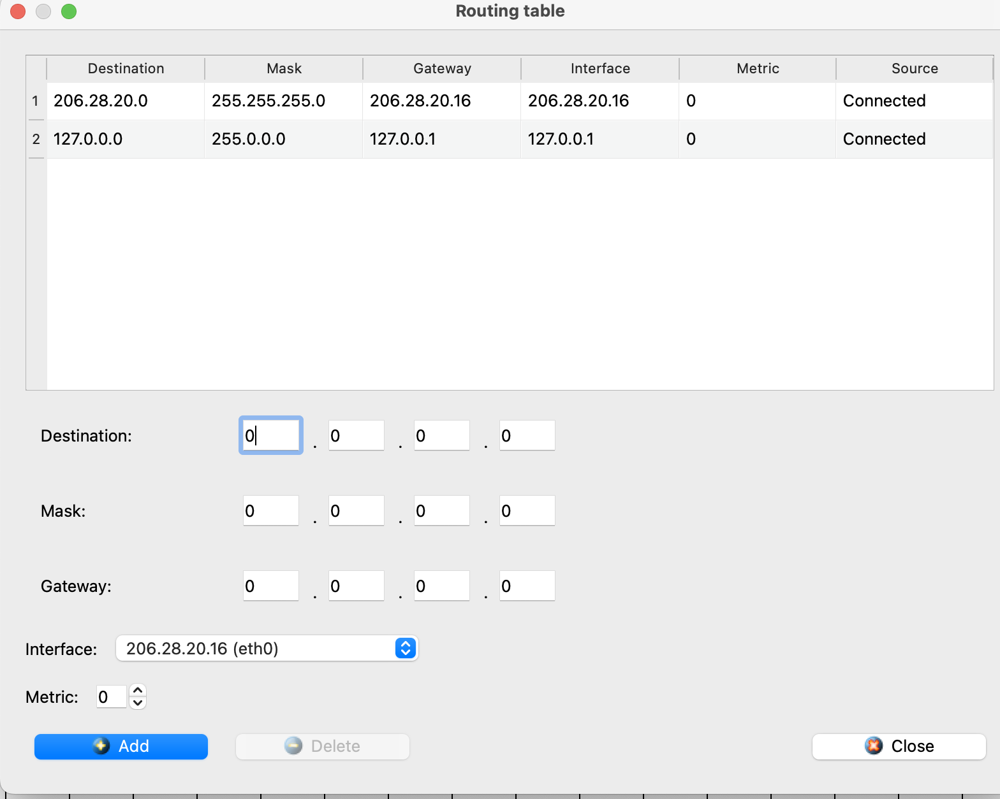 Routing table
Destination Mask Gateway Interface Metric Source
1 206.28.20.0 255.255.255.0 206.28.20.16 206.28.20.16 0 Connected
2 127.0.0.0 255.0.0.0 127.0.0.1 127.0.0.1 0 Connected
Destination: 0 . 0 . 0 . 0
Mask: 0 . 0 . 0 . 0
Gateway: 0 . 0 . 0 . 0
Interface: 206.28.20.16 (eth0)
Metric: 0
Add Delete Close